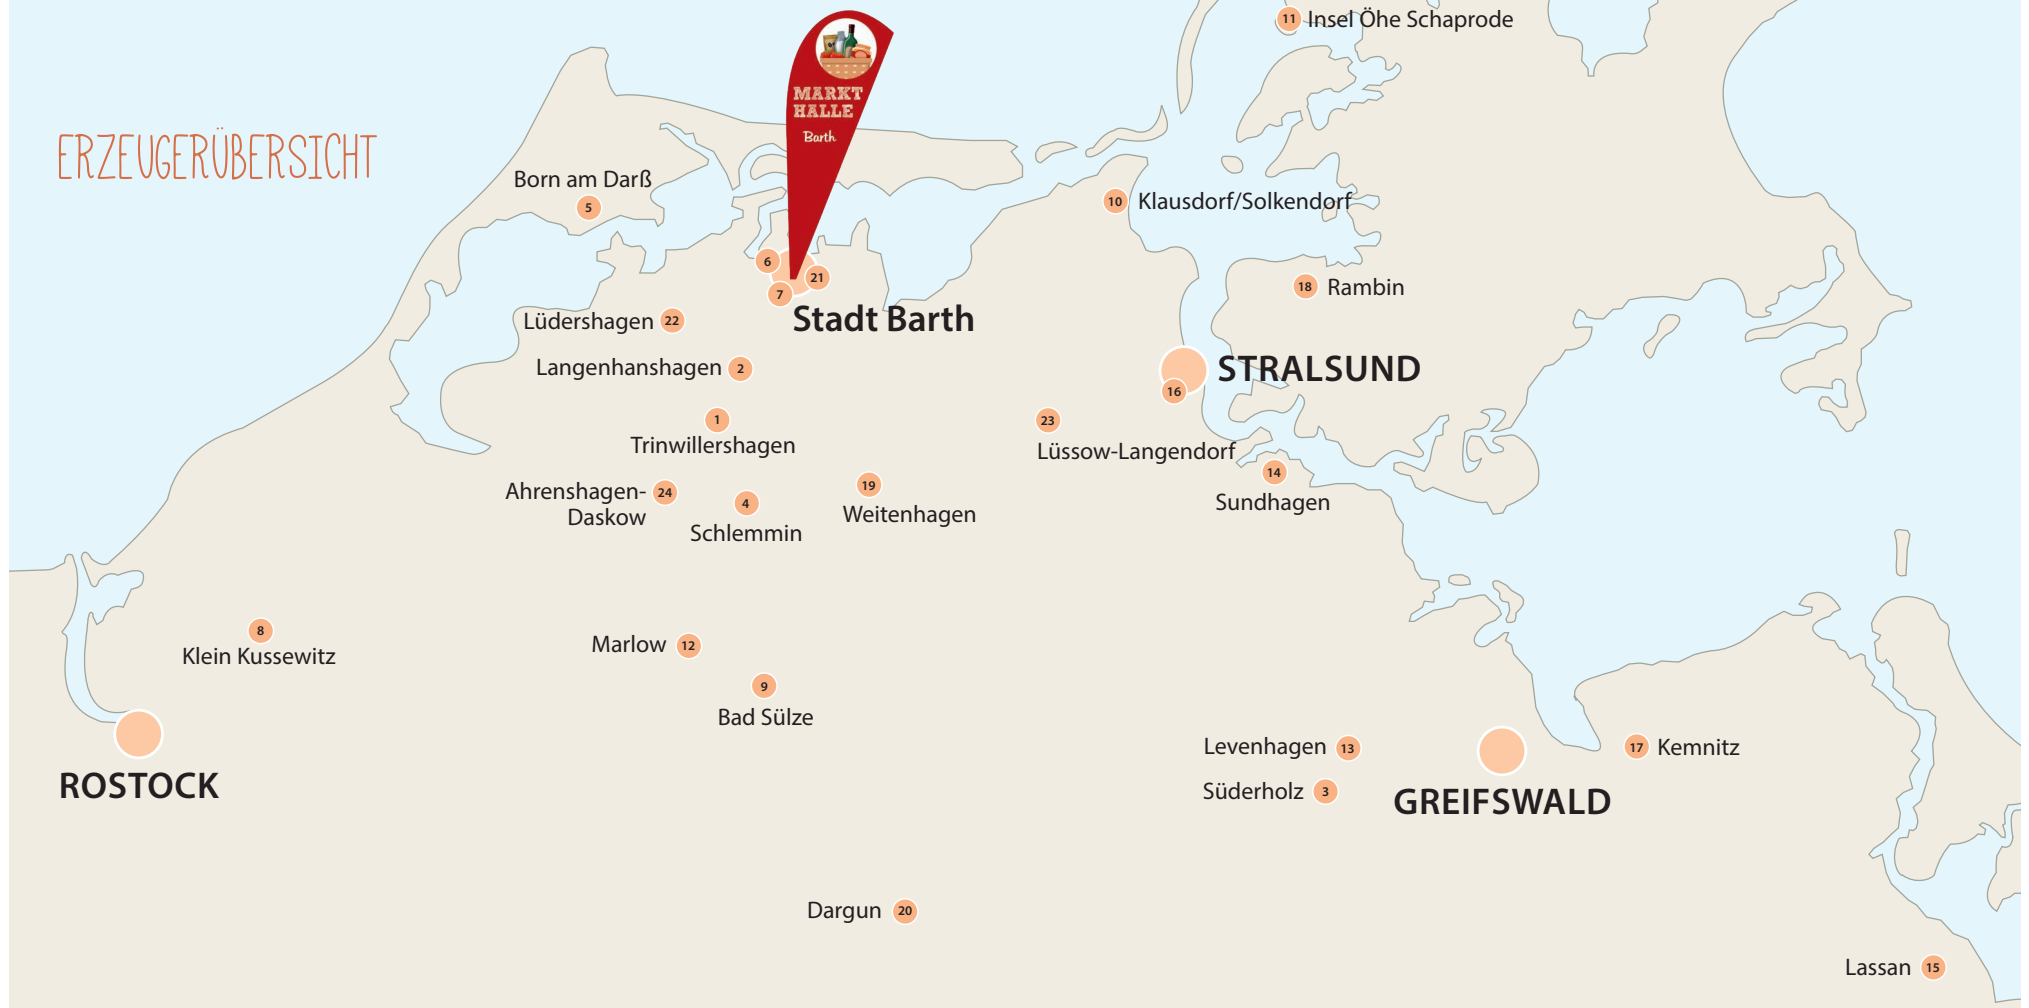 11 Insel Öhe Schaprode
MARKT
HALLE
Barth
ERZEUGERÜBERSICHT
Born am Darß
5
10 Klausdorf/Solkendorf
6
21
7
18 Rambin
Stadt Barth
Lüdershagen 22
Langenhanshagen 2
STRALSUND
16
1
Trinwillershagen
23
Lüssow-Langendorf
14
Sundhagen
Ahrenshagen- 24
Daskow
4
Schlemmin
19
Weitenhagen
8
Klein Kussewitz
Marlow 12
9
Bad Sülze
ROSTOCK
Levenhagen 13
17 Kemnitz
Süderholz 3
GREIFSWALD
Dargun 20
Lassan 15